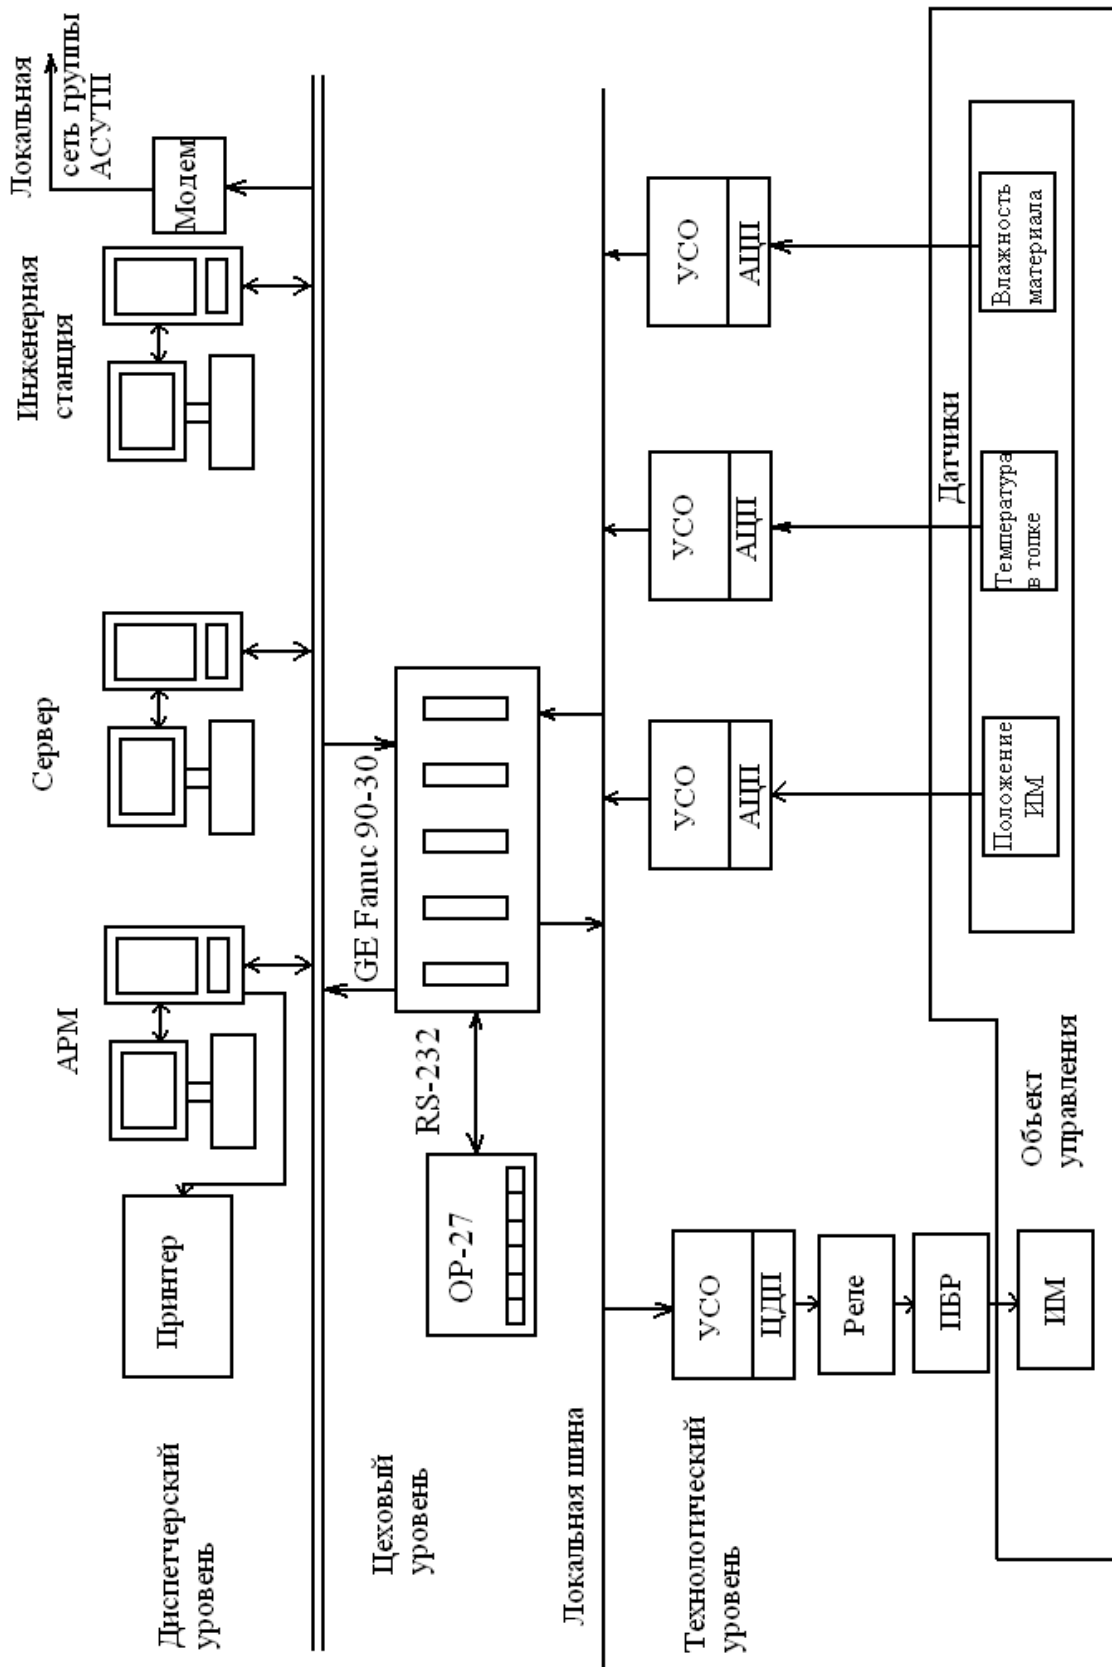 Диспетчерский
уровень
Принтер
АРМ
Сервер
Инженерная
станция
Модем
Локальная
сеть группы
АСУТП
Цеховый
уровень
OP-27
RS-232
GE Fanuc 90-30
Локальная шина
Технологический
уровень
УСО
ЦДП
Реле
ПБР
ИМ
УСО
АЦП
УСО
АЦП
УСО
АЦП
Датчики
Положение
ИМ
Температура
в топке
Влажность
материала
Обьект
управления